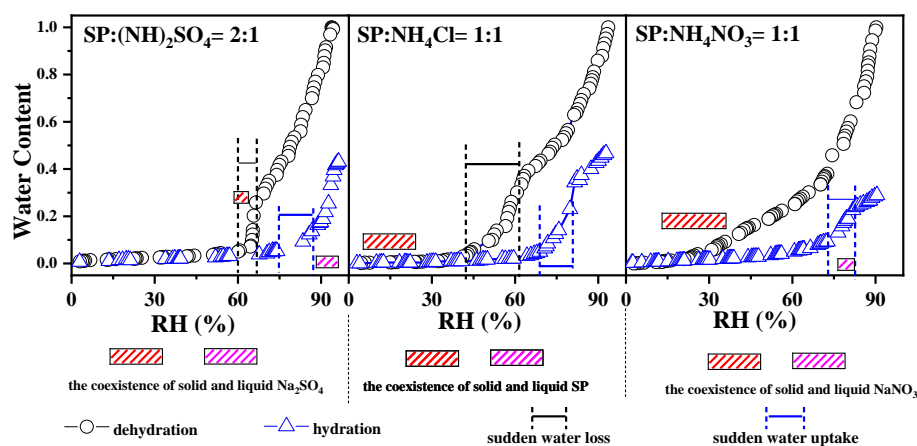 SP:(NH)2SO4= 2:1
SP:NH4Cl= 1:1
SP:NH4NO3= 1:1
Water Content
1.0
0.8
0.6
0.4
0.2
0.0
0 30 60 90
0 30 60 90
0 30 60 90
RH (%)
RH (%)
RH (%)
the coexistence of solid and liquid Na2SO4
the coexistence of solid and liquid SP
the coexistence of solid and liquid NaNO3
dehydration
hydration
sudden water loss
sudden water uptake